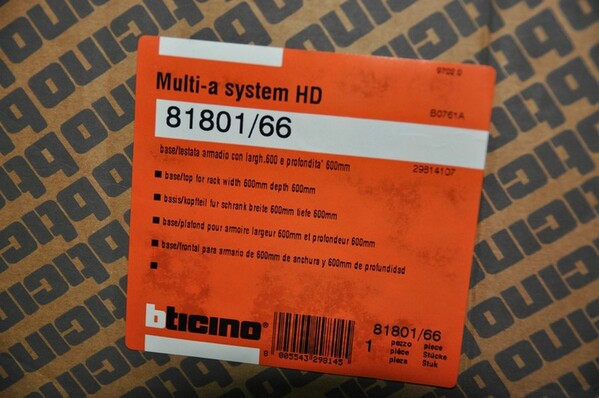 9702 0
Multi-a system HD
B0761A
81801/66
base/testata armadio con largh.600 e profondita' 600mm
29814107
base/top for rack width 600mm depth 600mm
basis/kopfteil fur schrank breite 600mm tiefe 600mm
base/plafond pour armoire largeur 600mm et profondeur 600mm
base/frontal para armario de 600mm de anchura y 600mm de profundidad
bticino
81801/66
1 pezzo piece
pièce Stücke
pieza Stuk
8 005543 298145
bticino